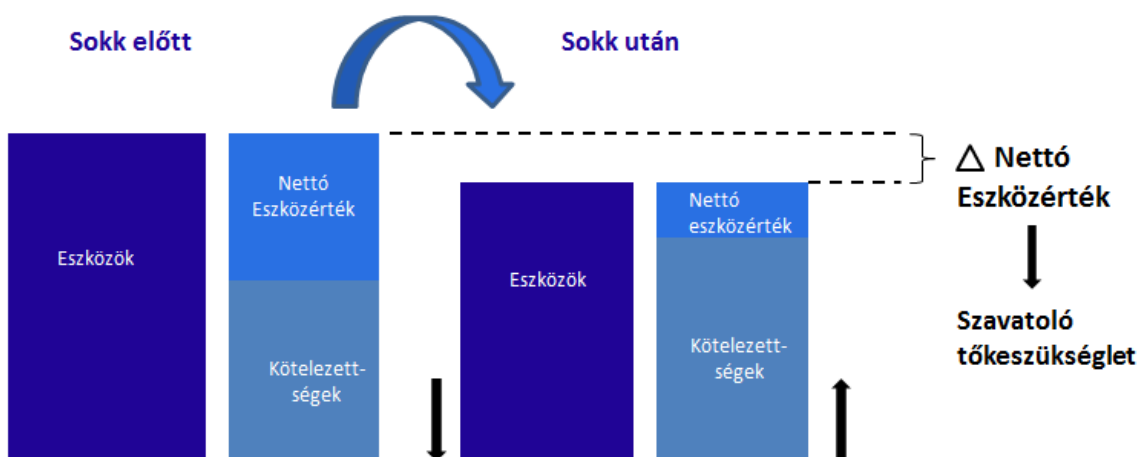 Sokk előtt
Sokk után
Eszközök
Nettó
Eszközérték
Kötelezett-
ségek
Eszközök
Nettó
eszközérték
Kötelezett-
ségek
△ Nettó
Eszközérték
Szavatoló
tőkeszükséglet